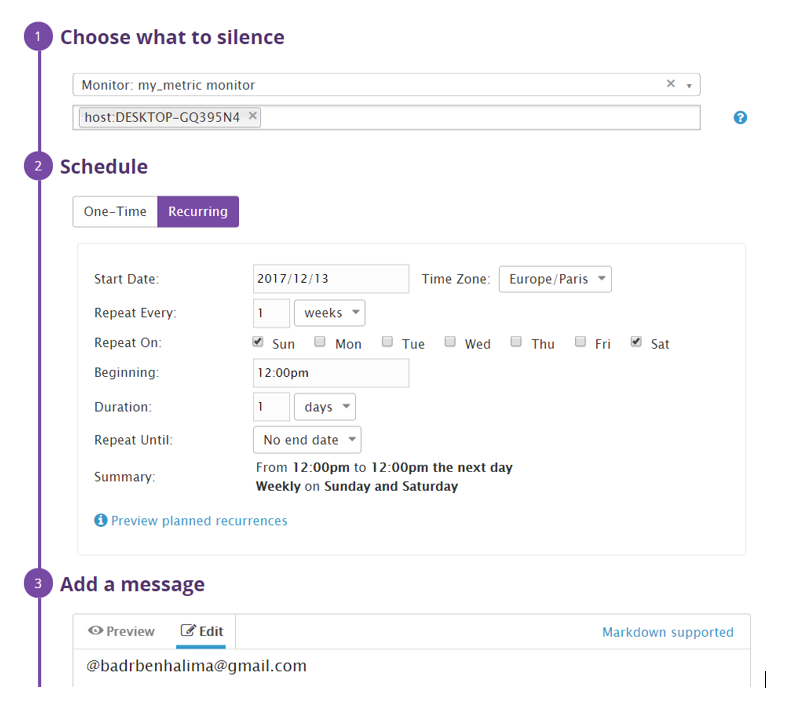 1 Choose what to silence
Monitor: my_metric monitor × ▾
host:DESKTOP-GQ395N4 × ?
2 Schedule
One-Time Recurring
Start Date: 2017/12/13 Time Zone: Europe/Paris
Repeat Every: 1 weeks
Repeat On: Sun Mon Tue Wed Thu Fri Sat
Beginning: 12:00pm
Duration: 1 days
Repeat Until: No end date
Summary: From 12:00pm to 12:00pm the next day
Weekly on Sunday and Saturday
Preview planned recurrences
3 Add a message
Preview Edit Markdown supported
@badrbenhalima@gmail.com